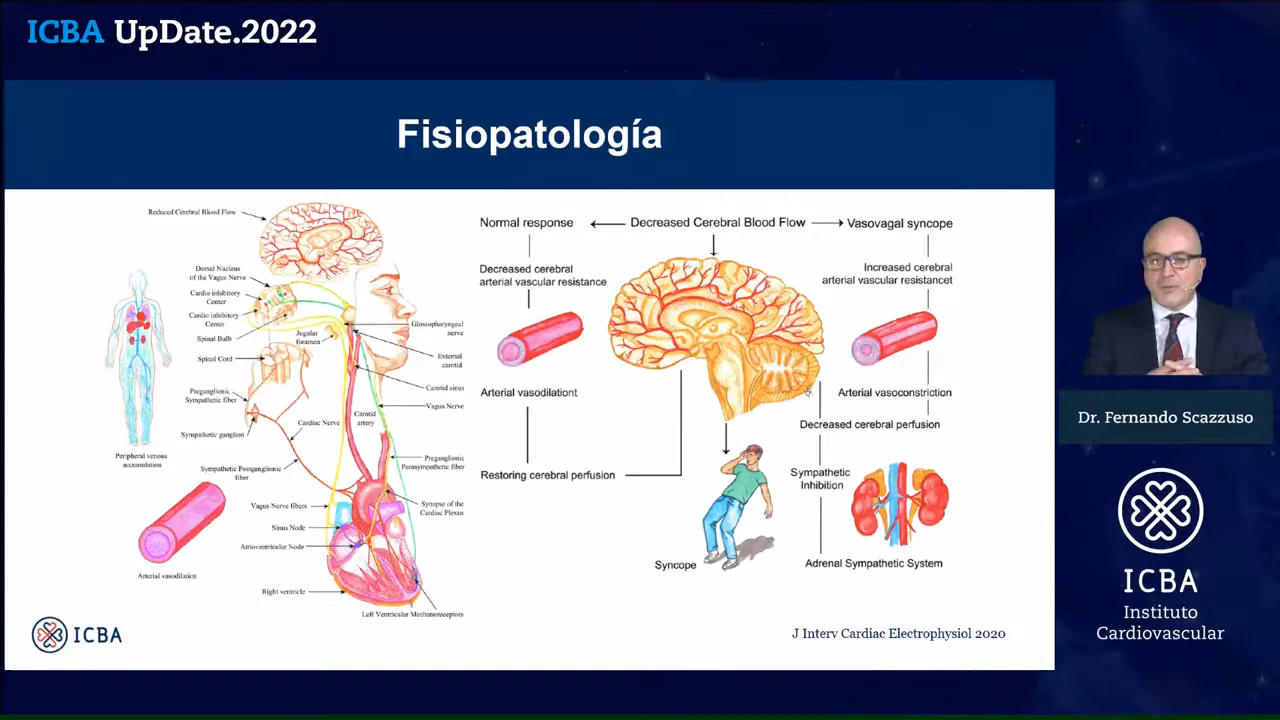 ICBA UpDate.2022
Fisiopatología
Reduced Cerebral Blood Flow
Dorsal Nucleus
of the Vagus Nerve
Cardio inhibitory
Center
Cardio inhibitory
Center
Spinal Bulb
Jugular
foramen
Spinal Cord
Preganglionic
Sympathetic fiber
Sympathetic ganglion
Cardiac Nerve
Sympathetic Postganglionic
fiber
Glossopharyngeal
nerve
External
carotid
Carotid sinus
Vagus Nerve
Carotid
artery
Preganglionic
Parasympathetic fiber
Synapse of the
Cardiac Plexus
Vagus Nerve fibers
Sinus Node
Atrioventricular Node
Right ventricle
Left Ventricular Mechanoreceptors
Peripheral venous
accumulation
Arterial vasodilation
Normal response
Decreased Cerebral Blood Flow
Vasovagal syncope
Decreased cerebral
arterial vascular resistance
Increased cerebral
arterial vascular resistancet
Arterial vasodilationt
Arterial vasoconstriction
Decreased cerebral perfusion
Restoring cerebral perfusion
Sympathetic
Inhibition
Syncope
Adrenal Sympathetic System
ICBA
J Interv Cardiac Electrophysiol 2020
Dr. Fernando Scazzuso
ICBA
Instituto
Cardiovascular